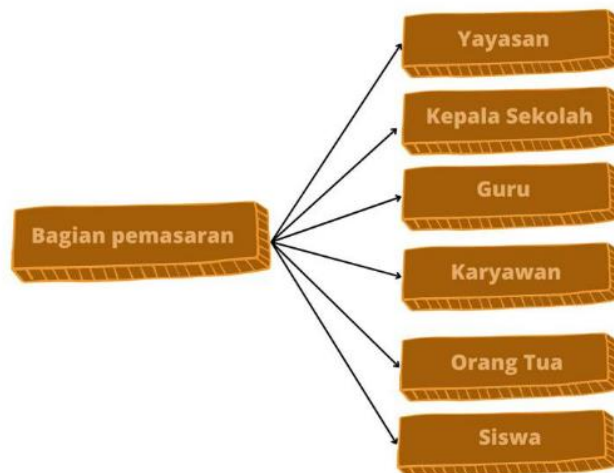 Yayasan
Kepala Sekolah
Guru
Bagian pemasaran
Karyawan
Orang Tua
Siswa